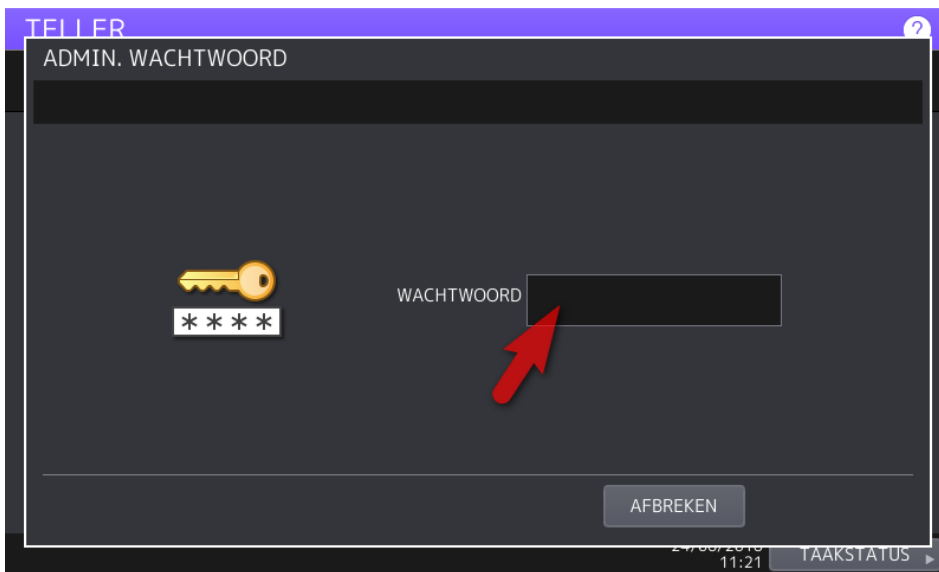 TELLER
?
ADMIN. WACHTWOORD
WACHTWOORD
****
AFBREKEN
11:21
TAAKSTATUS